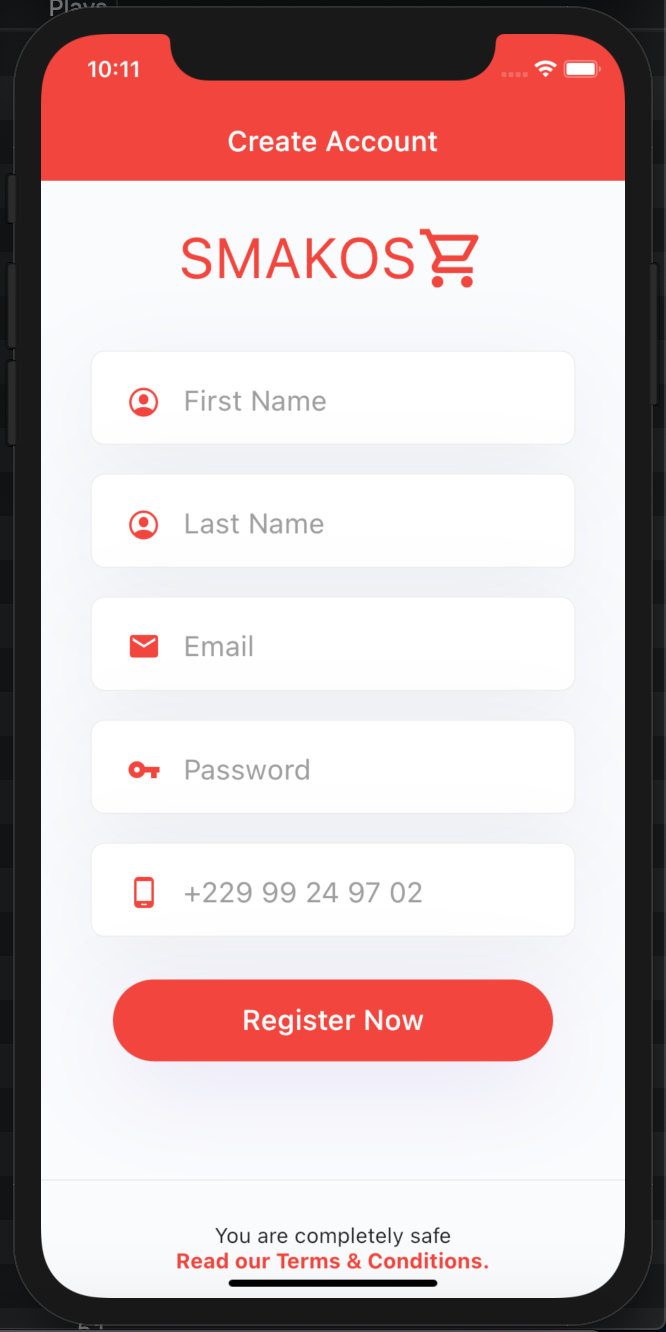 Plays
10:11
Create Account
SMAKOS
First Name
Last Name
Email
Password
+229 99 24 97 02
Register Now
You are completely safe
Read our Terms & Conditions.